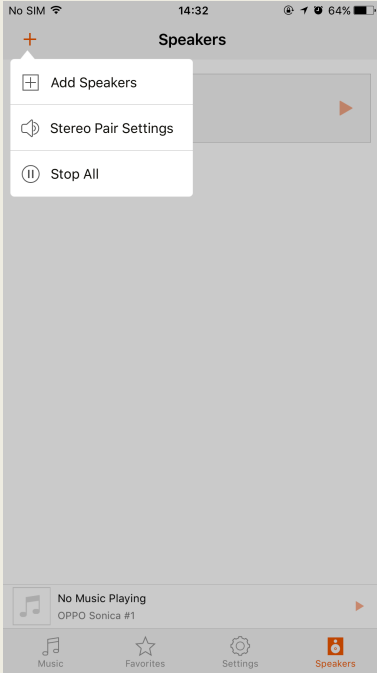 No SIM 14:32 64%
Speakers
Add Speakers
Stereo Pair Settings
Stop All
No Music Playing
OPPO Sonica #1
Music Favorites Settings Speakers